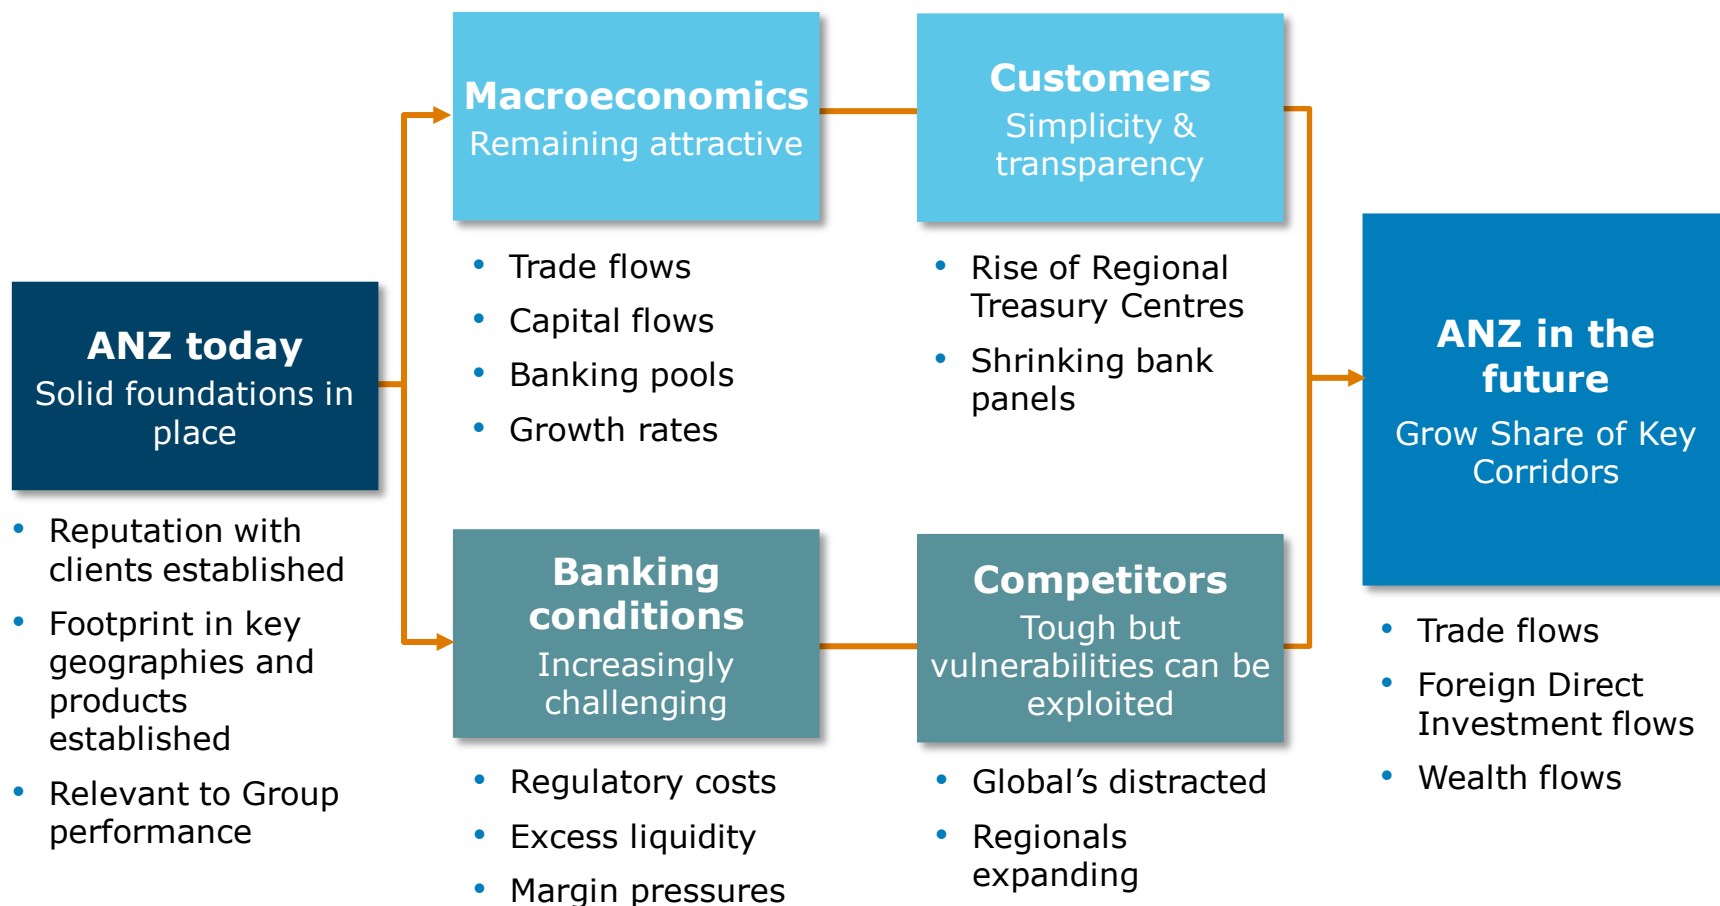 ANZ today
Solid foundations in
place
• Reputation with
clients established
• Footprint in key
geographies and
products
established
• Relevant to Group
performance
Macroeconomics
Remaining attractive
• Trade flows
• Capital flows
• Banking pools
• Growth rates
Customers
Simplicity &
transparency
• Rise of Regional
Treasury Centres
• Shrinking bank
panels
Banking
conditions
Increasingly
challenging
• Regulatory costs
• Excess liquidity
• Margin pressures
Competitors
Tough but
vulnerabilities can be
exploited
• Global’s distracted
• Regionals
expanding
ANZ in the
future
Grow Share of Key
Corridors
• Trade flows
• Foreign Direct
Investment flows
• Wealth flows